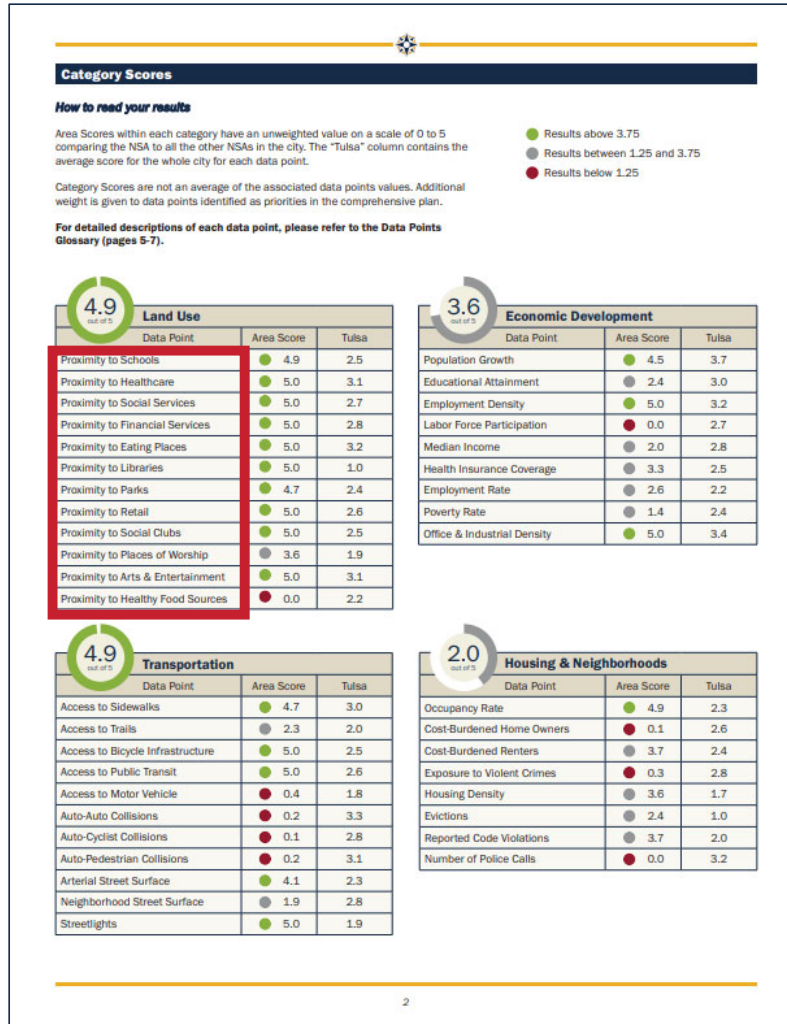 Category Scores
How to read your results
Area Scores within each category have an unweighted value on a scale of 0 to 5
comparing the NSA to all the other NSAs in the city. The “Tulsa” column contains the
average score for the whole city for each data point.
Category Scores are not an average of the associated data points values. Additional
weight is given to data points identified as priorities in the comprehensive plan.
For detailed descriptions of each data point, please refer to the Data Points
Glossary (pages 5-7).
Results above 3.75
Results between 1.25 and 3.75
Results below 1.25
4.9
out of 5
Land Use
Data Point Area Score Tulsa
Proximity to Schools 4.9 2.5
Proximity to Healthcare 5.0 3.1
Proximity to Social Services 5.0 2.7
Proximity to Financial Services 5.0 2.8
Proximity to Eating Places 5.0 3.2
Proximity to Libraries 5.0 1.0
Proximity to Parks 4.7 2.4
Proximity to Retail 5.0 2.6
Proximity to Social Clubs 5.0 2.5
Proximity to Places of Worship 3.6 1.9
Proximity to Arts & Entertainment 5.0 3.1
Proximity to Healthy Food Sources 0.0 2.2
3.6
out of 5
Economic Development
Data Point Area Score Tulsa
Population Growth 4.5 3.7
Educational Attainment 2.4 3.0
Employment Density 5.0 3.2
Labor Force Participation 0.0 2.7
Median Income 2.0 2.8
Health Insurance Coverage 3.3 2.5
Employment Rate 2.6 2.2
Poverty Rate 1.4 2.4
Office & Industrial Density 5.0 3.4
4.9
out of 5
Transportation
Data Point Area Score Tulsa
Access to Sidewalks 4.7 3.0
Access to Trails 2.3 2.0
Access to Bicycle Infrastructure 5.0 2.5
Access to Public Transit 5.0 2.6
Access to Motor Vehicle 0.4 1.8
Auto-Auto Collisions 0.2 3.3
Auto-Cyclist Collisions 0.1 2.8
Auto-Pedestrian Collisions 0.2 3.1
Arterial Street Surface 4.1 2.3
Neighborhood Street Surface 1.9 2.8
Streetlights 5.0 1.9
2.0
out of 5
Housing & Neighborhoods
Data Point Area Score Tulsa
Occupancy Rate 4.9 2.3
Cost-Burdened Home Owners 0.1 2.6
Cost-Burdened Renters 3.7 2.4
Exposure to Violent Crimes 0.3 2.8
Housing Density 3.6 1.7
Evictions 2.4 1.0
Reported Code Violations 3.7 2.0
Number of Police Calls 0.0 3.2
2